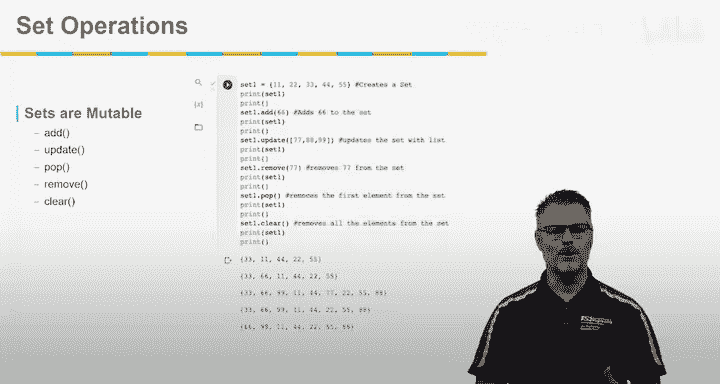 Set Operations
Sets are Mutable
– add()
– update()
– pop()
– remove()
– clear()
set1 = {11, 22, 33, 44, 55} #Creates a Set
print(set1)
print()
set1.add(66) #Adds 66 to the set
print(set1)
print()
set1.update([77,88,99]) #updates the set with list
print(set1)
print()
set1.remove(77) #removes 77 from the set
print(set1)
print()
set1.pop() #removes the first element from the set
print(set1)
print()
set1.clear() #removes all the elements from the set
print(set1)
print()
{33, 11, 44, 22, 55}
{33, 66, 11, 44, 22, 55}
{33, 66, 99, 11, 44, 77, 22, 55, 88}
{33, 66, 99, 11, 44, 22, 55, 88}
{66, 99, 11, 44, 22, 55, 88}